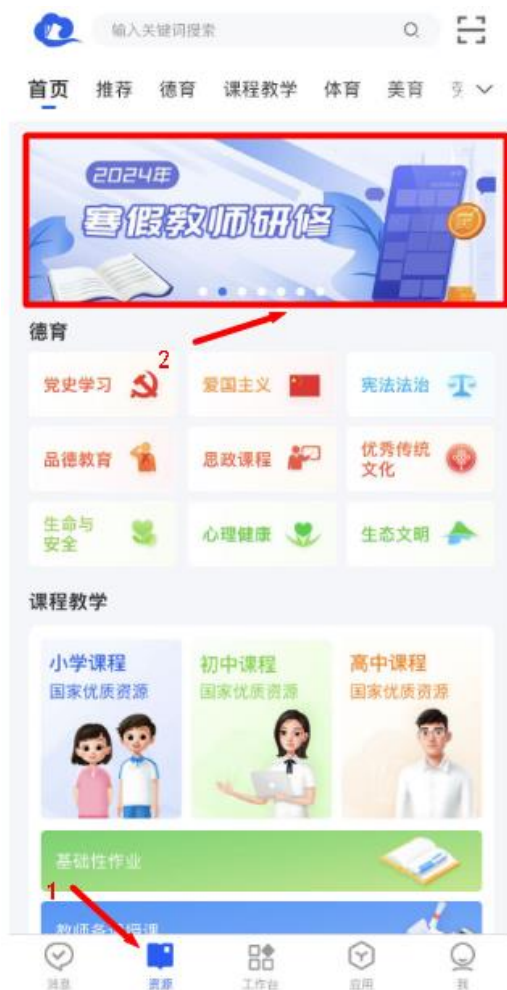 输入关键词搜索
首页 推荐 德育 课程教学 体育 美育
2024年
寒假教师研修
2
德育
党史学习 爱国主义 宪法法治
品德教育 思政课程 优秀传统
文化
生命与
安全 心理健康 生态文明
课程教学
小学课程 初中课程 高中课程
国家优质资源 国家优质资源 国家优质资源
基础性作业
1
消息 资源 工作台 应用 我